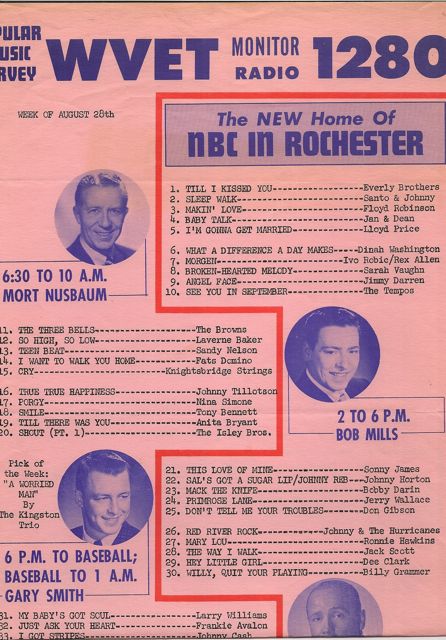 WVET MONITOR RADIO 1280
WEEK OF AUGUST 28th
The NEW Home Of
NBC IN ROCHESTER
1. TILL I KISSED YOU----------------Everly Brothers
2. SLEEP WALK-----------------------Santo & Johnny
3. MAKIN' LOVE----------------------Floyd Robinson
4. BABY TALK------------------------Jan & Dean
5. I'M GONNA GET MARRIED------------Lloyd Price
6. WHAT A DIFFERENCE A DAY MAKES-----Dinah Washington
7. MORGEN-----------------------Ivo Robic/Rex Allen
8. BROKEN-HEARTED MELODY------------Sarah Vaughn
9. ANGEL FACE-----------------------Jimmy Darren
10. SEE YOU IN SEPTEMBER------------The Tempos
6:30 TO 10 A.M.
MORT NUSBAUM
11. THE THREE BELLS-----------------The Browns
12. SO HIGH, SO LOW-----------------Laverne Baker
13. TEEN BEAT-----------------------Sandy Nelson
14. I WANT TO WALK YOU HOME---------Fats Domino
15. CRY-------------------------Knightsbridge Strings
16. TRUE TRUE HAPPINESS-------------Johnny Tillotson
17. PORGY---------------------------Nina Simone
18. SMILE---------------------------Tony Bennett
19. TILL THERE WAS YOU--------------Anita Bryant
20. SHOUT (PT. 1)-------------------The Isley Bros.
2 TO 6 P.M.
BOB MILLS
Pick of
the Week:
"A WORRIED
MAN"
By
The Kingston
Trio
6 P.M. TO BASEBALL;
BASEBALL TO 1 A.M.
GARY SMITH
21. THIS LOVE OF MINE---------------Sonny James
22. SAL'S GOT A SUGAR LIP/JOHNNY REB---Johnny Horton
23. MACK THE KNIFE------------------Bobby Darin
24. PRIMROSE LANE-------------------Jerry Wallace
25. DON'T TELL ME YOUR TROUBLES-----Don Gibson
26. RED RIVER ROCK---------Johnny & The Hurricanes
27. MARY LOU------------------------Ronnie Hawkins
28. THE WAY I WALK------------------Jack Scott
29. HEY LITTLE GIRL-----------------Dee Clark
30. WILLY, QUIT YOUR PLAYING--------Billy Grammer
31. MY BABY'S GOT SOUL--------------Larry Williams
32. JUST ASK YOUR HEART-------------Frankie Avalon
33. I GOT STRIPES-------------------Johnny Cash